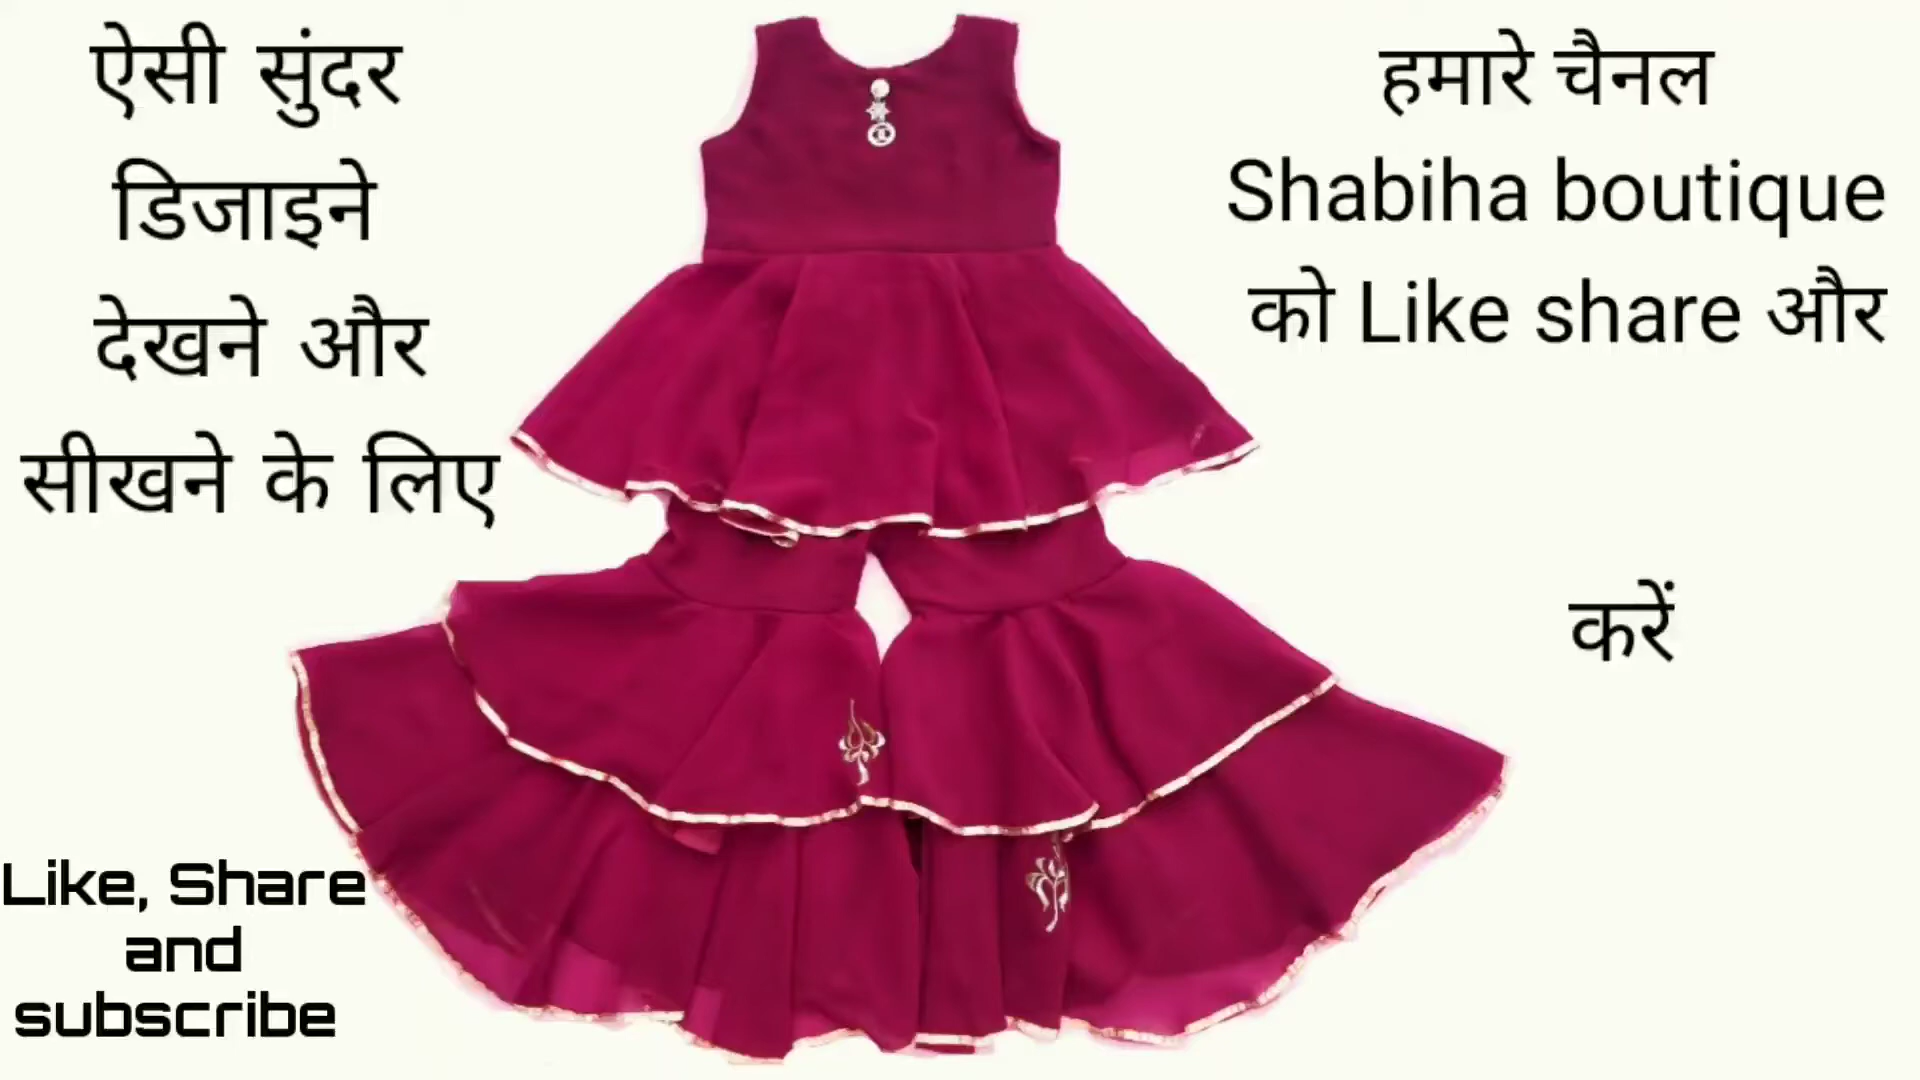 ऐसी सुंदर
डिजाइने
देखने और
सीखने के लिए
हमारे चैनल
Shabiha boutique
को Like share और
करें
Like, Share
and
subscribe